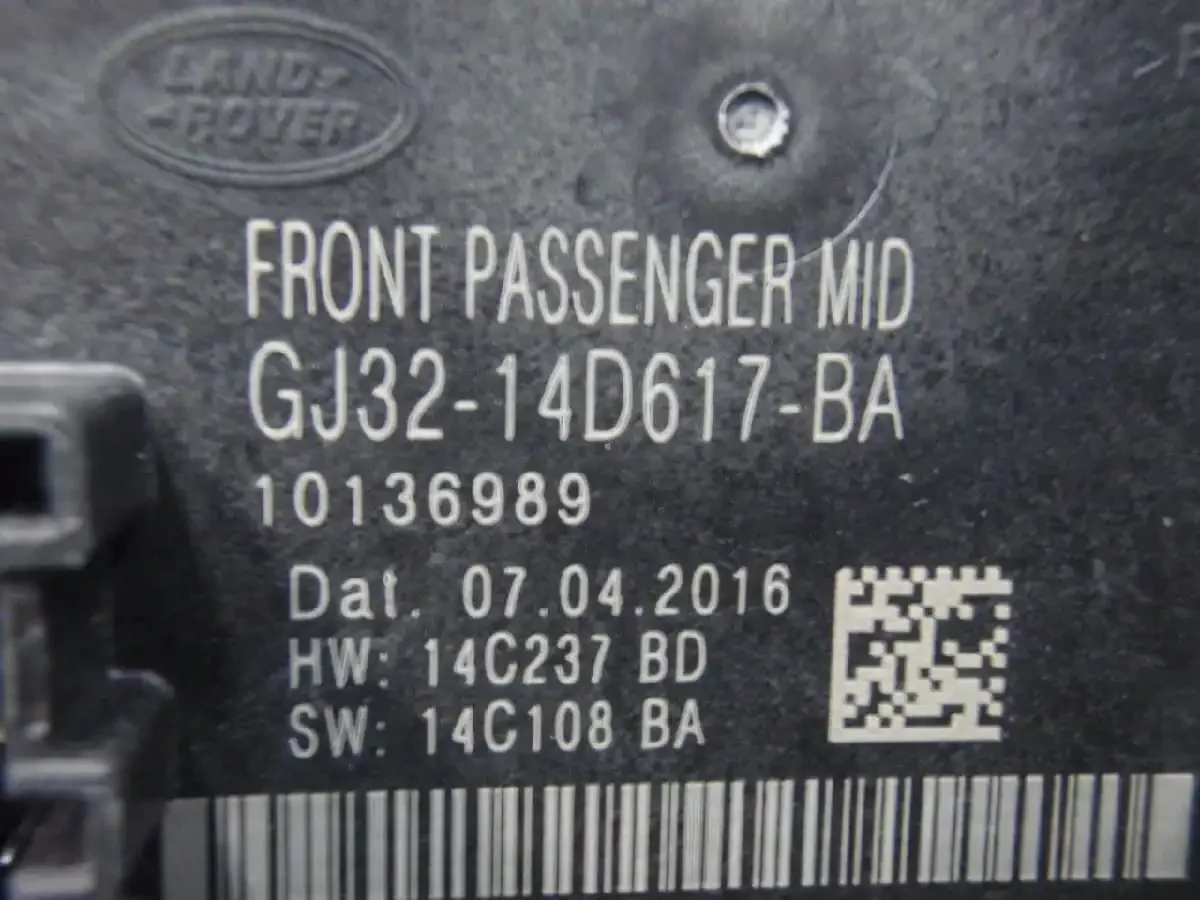 LAND
ROVER
FRONT PASSENGER MID
GJ32-14D617-BA
10136989
Dat. 07.04.2016
HW: 14C237 BD
SW: 14C108 BA